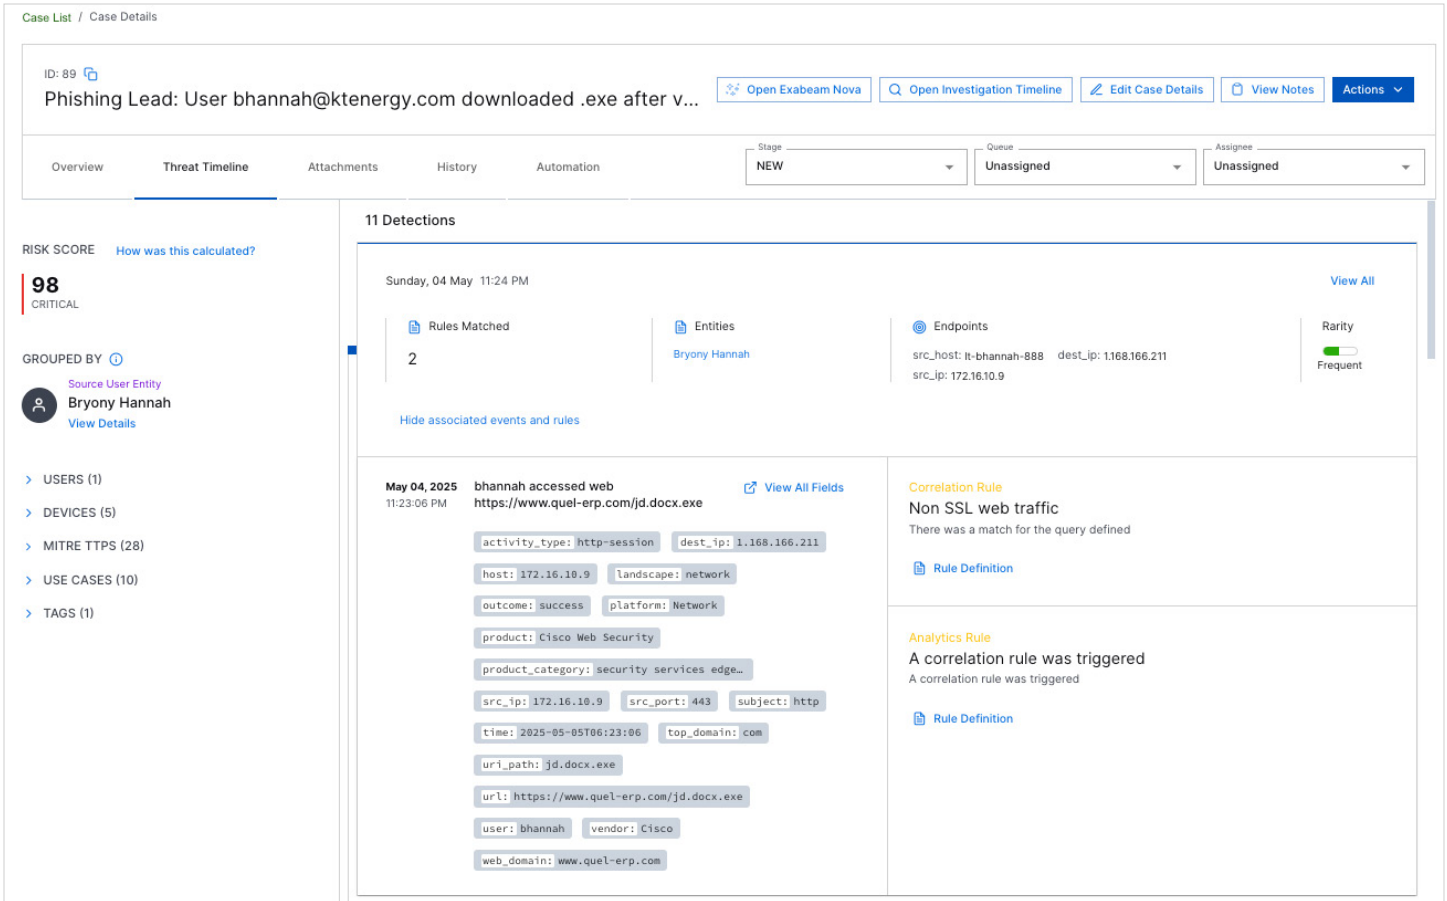 Case List / Case Details
ID: 89
Phishing Lead: User bhannah@ktenergy.com downloaded .exe after v...
Open Exabeam Nova
Open Investigation Timeline
Edit Case Details
View Notes
Actions
Overview
Threat Timeline
Attachments
History
Automation
Stage
NEW
Queue
Unassigned
Assignee
Unassigned
RISK SCORE
How was this calculated?
98
CRITICAL
GROUPED BY
Source User Entity
Bryony Hannah
View Details
USERS (1)
DEVICES (5)
MITRE TTPS (28)
USE CASES (10)
TAGS (1)
11 Detections
Sunday, 04 May 11:24 PM
View All
Rules Matched
2
Entities
Bryony Hannah
Endpoints
src_host: lt-bhannah-888 dest_ip: 1.168.166.211
src_ip: 172.16.10.9
Rarity
Frequent
Hide associated events and rules
May 04, 2025
11:23:06 PM
bhannah accessed web
https://www.quel-erp.com/jd.docx.exe
View All Fields
activity_type: http-session dest_ip: 1.168.166.211
host: 172.16.10.9 landscape: network
outcome: success platform: Network
product: Cisco Web Security
product_category: security services edge…
src_ip: 172.16.10.9 src_port: 443 subject: http
time: 2025-05-05T06:23:06 top_domain: com
uri_path: jd.docx.exe
url: https://www.quel-erp.com/jd.docx.exe
user: bhannah vendor: Cisco
web_domain: www.quel-erp.com
Correlation Rule
Non SSL web traffic
There was a match for the query defined
Rule Definition
Analytics Rule
A correlation rule was triggered
A correlation rule was triggered
Rule Definition